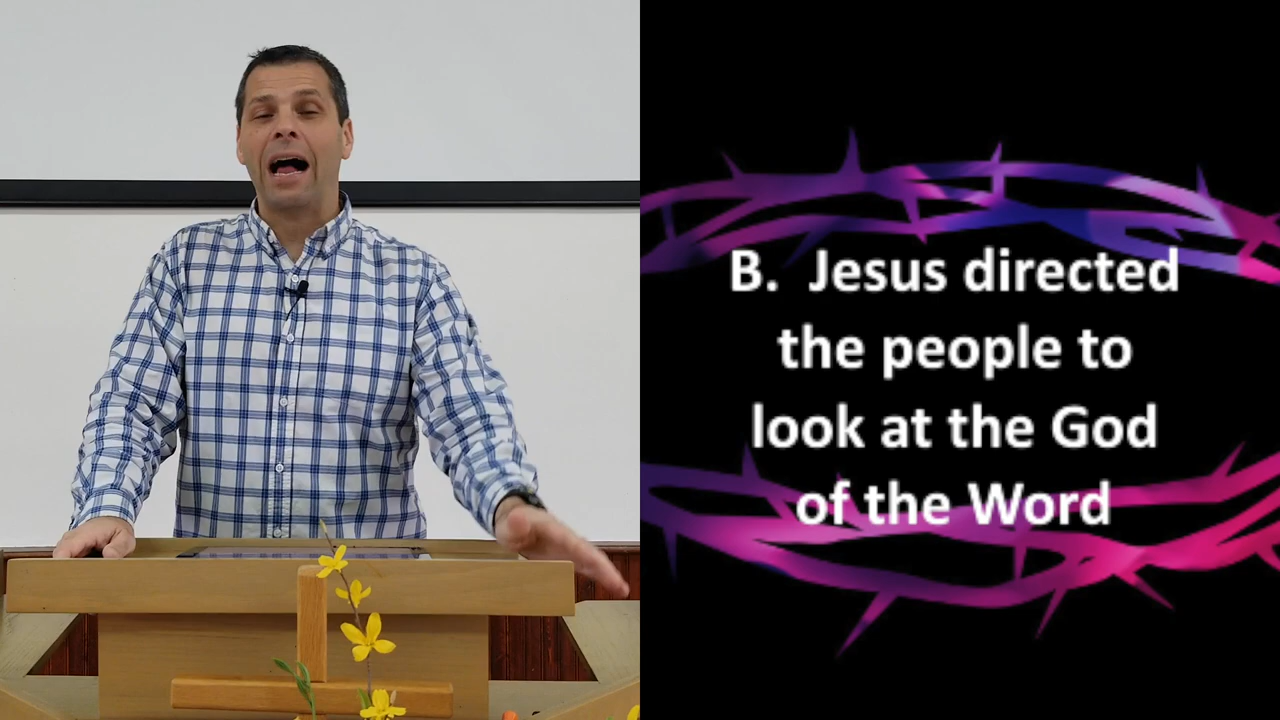 B. Jesus directed
the people to
look at the God
of the Word